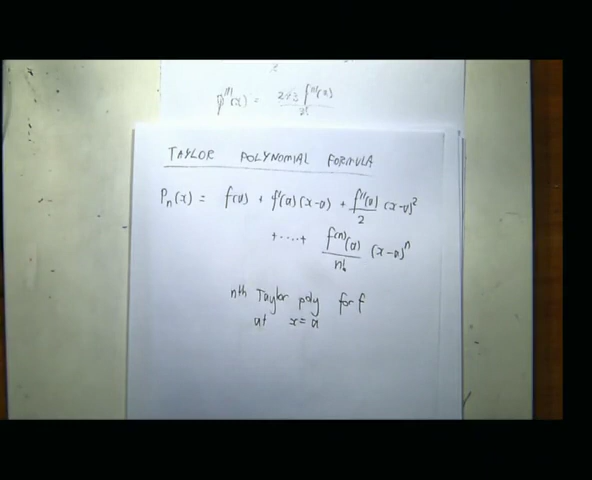 TAYLOR POLYNOMIAL FORMULA
Pₙ(x) = f(a) + f'(a)(x-a) + f''(a)/2 (x-a)²
+ ..... + f⁽ⁿ⁾(a)/n! (x-a)ⁿ
nth Taylor poly for f
at x = a